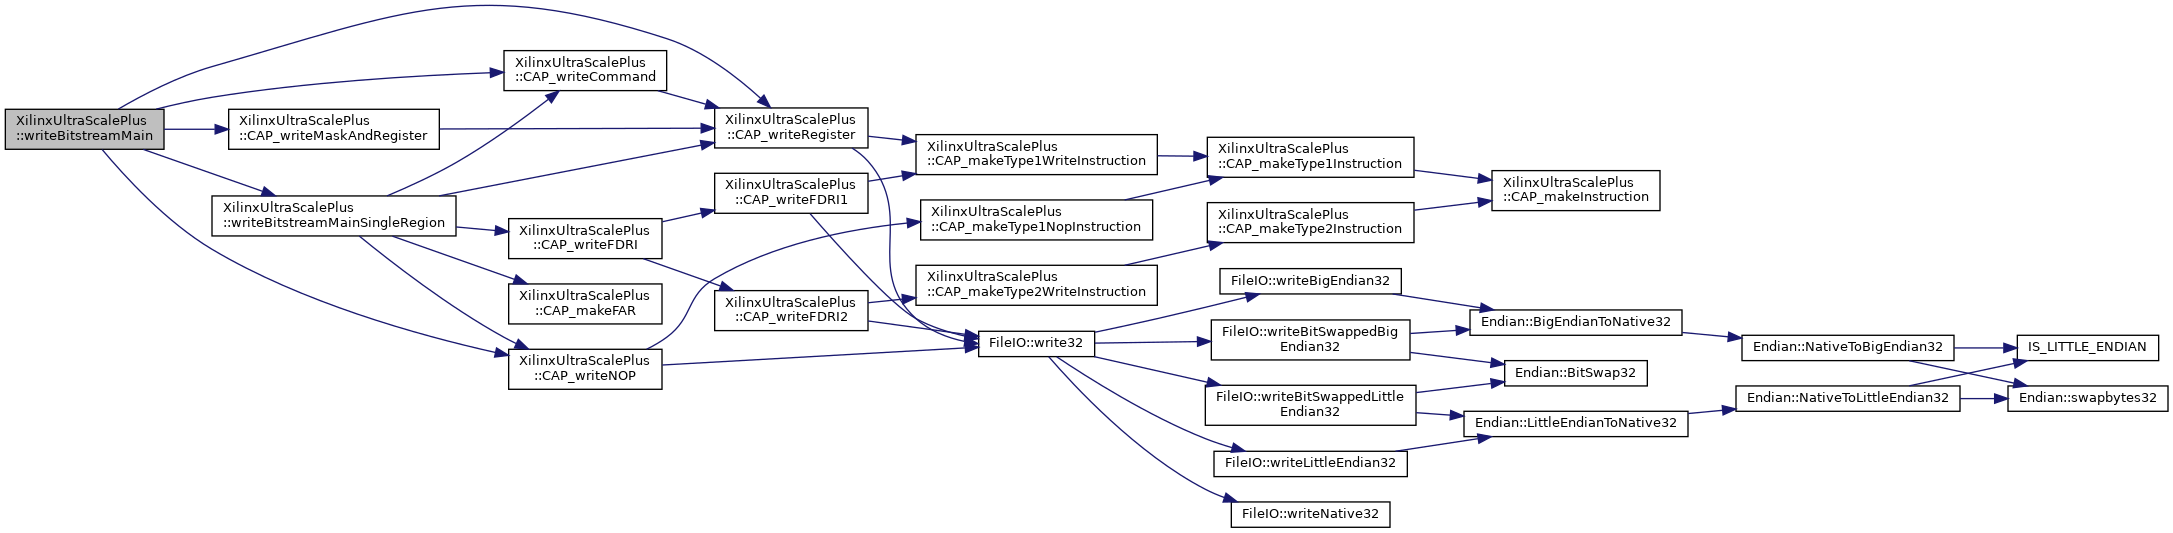 XilinxUltraScalePlus
::writeBitstreamMain
XilinxUltraScalePlus
::CAP_writeCommand
XilinxUltraScalePlus
::CAP_writeMaskAndRegister
XilinxUltraScalePlus
::writeBitstreamMainSingleRegion
XilinxUltraScalePlus
::CAP_writeFDRI
XilinxUltraScalePlus
::CAP_makeFAR
XilinxUltraScalePlus
::CAP_writeNOP
XilinxUltraScalePlus
::CAP_writeRegister
XilinxUltraScalePlus
::CAP_writeFDRI1
XilinxUltraScalePlus
::CAP_writeFDRI2
XilinxUltraScalePlus
::CAP_makeType1WriteInstruction
XilinxUltraScalePlus
::CAP_makeType1NopInstruction
XilinxUltraScalePlus
::CAP_makeType2WriteInstruction
FileIO::write32
XilinxUltraScalePlus
::CAP_makeType1Instruction
XilinxUltraScalePlus
::CAP_makeType2Instruction
FileIO::writeBigEndian32
FileIO::writeBitSwappedBig
Endian32
FileIO::writeBitSwappedLittle
Endian32
FileIO::writeLittleEndian32
FileIO::writeNative32
XilinxUltraScalePlus
::CAP_makeInstruction
Endian::BigEndianToNative32
Endian::BitSwap32
Endian::LittleEndianToNative32
Endian::NativeToBigEndian32
Endian::NativeToLittleEndian32
IS_LITTLE_ENDIAN
Endian::swapbytes32